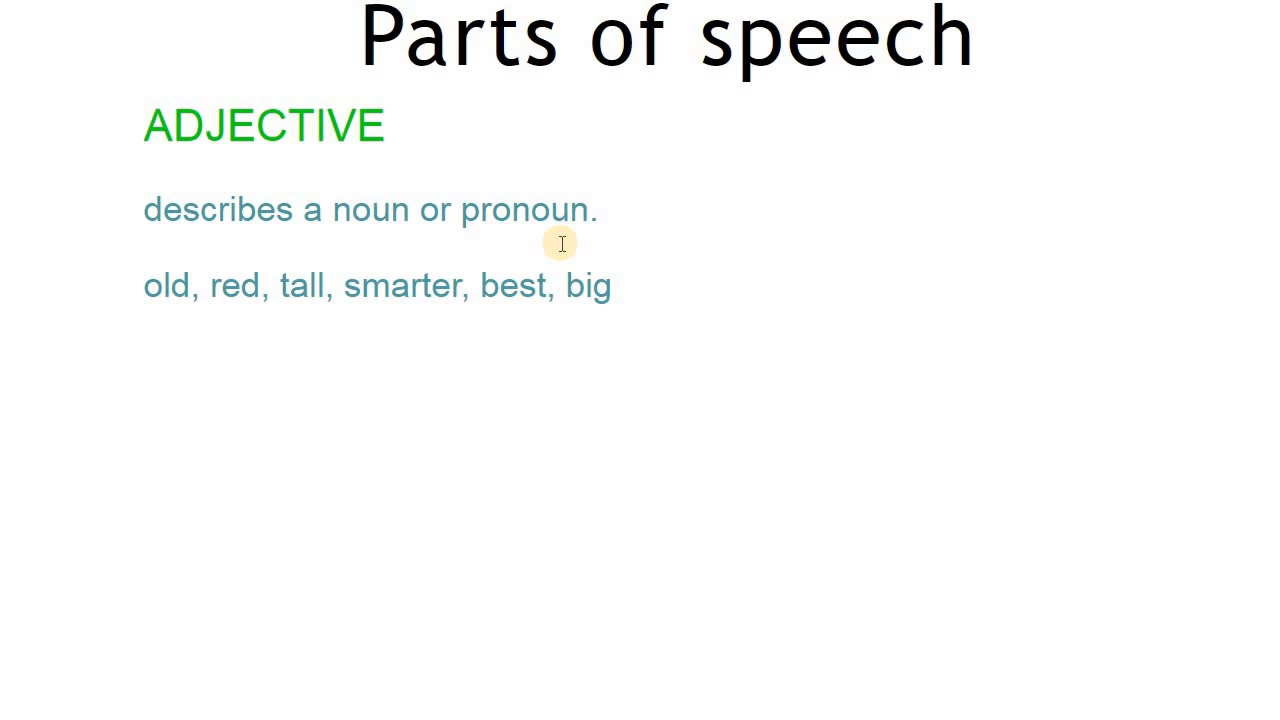 Parts of speech
ADJECTIVE
describes a noun or pronoun.
old, red, tall, smarter, best, big